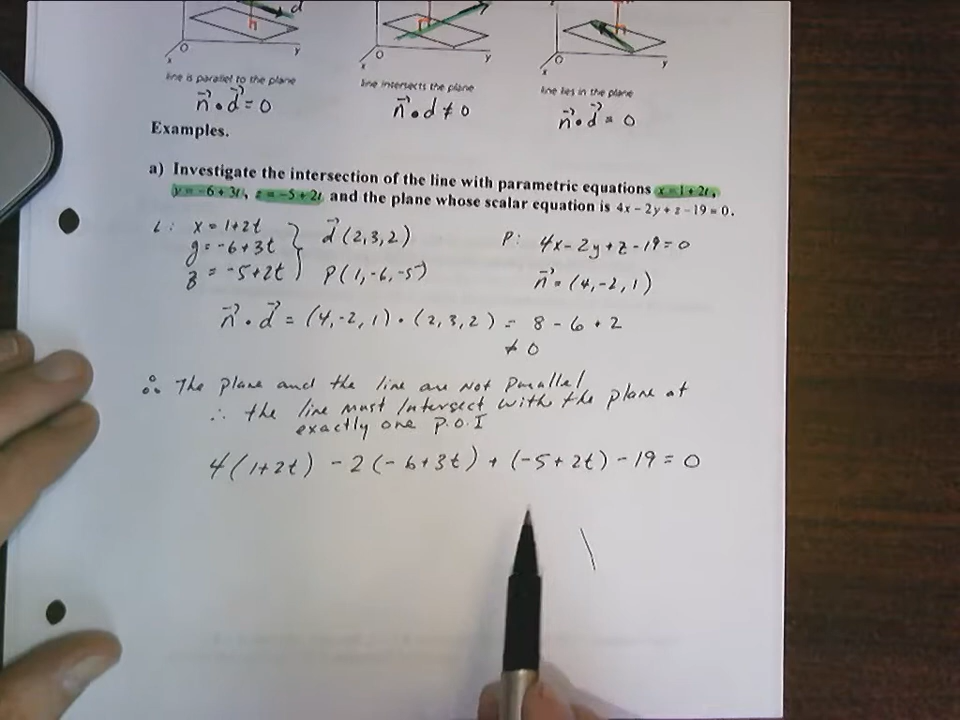 d
O y x
O y x
O y x
line is parallel to the plane
line intersects the plane
line lies in the plane
n⃗ • d⃗ = 0
n⃗ • d ≠ 0
n⃗ • d⃗ = 0
Examples.
a) Investigate the intersection of the line with parametric equations x = 1 + 2t,
y = −6 + 3t, z = −5 + 2t and the plane whose scalar equation is 4x − 2y + z − 19 = 0.
L: x = 1+2t
y = -6+3t
z = -5+2t
d⃗ (2,3,2)
P(1,-6,-5)
P: 4x-2y+z-19=0
n⃗ = (4,-2,1)
n⃗ • d⃗ = (4,-2,1) • (2,3,2) = 8 - 6 + 2
≠ 0
∴ The plane and the line are not parallel
∴ the line must intersect with the plane at
exactly one P.O.I
4(1+2t) -2(-6+3t) + (-5+2t) -19 = 0